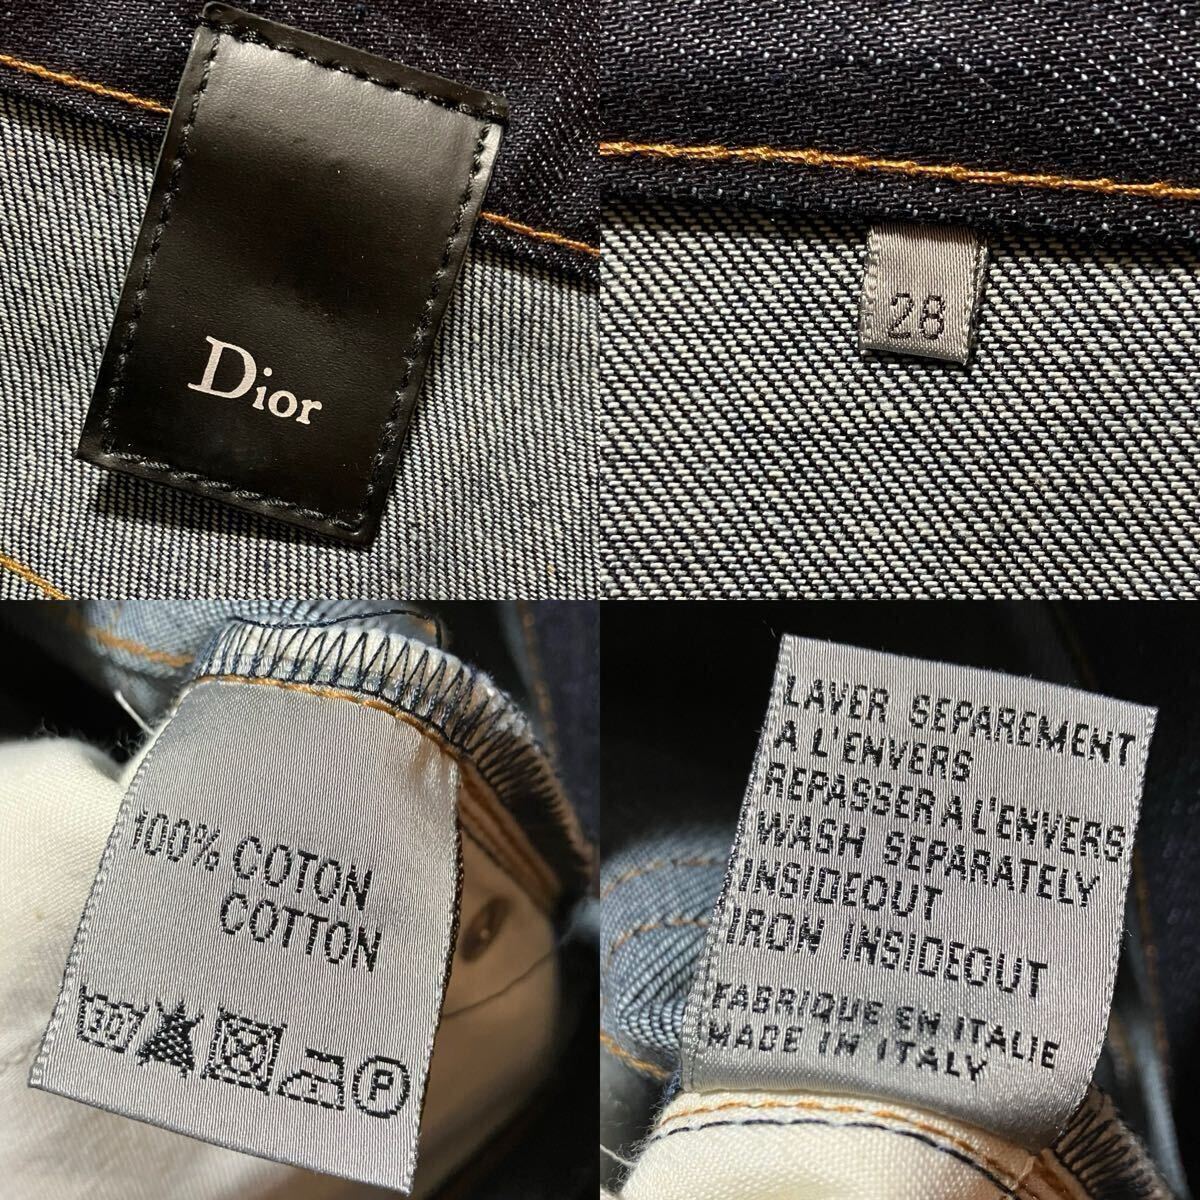 Dior
28
100% COTON
COTTON
30
P
LAVER SEPAREMENT
A L'ENVERS
REPASSER A L'ENVERS
WASH SEPARATELY
INSIDEOUT
IRON INSIDEOUT
FABRIQUE EN ITALIE
MADE IN ITALY